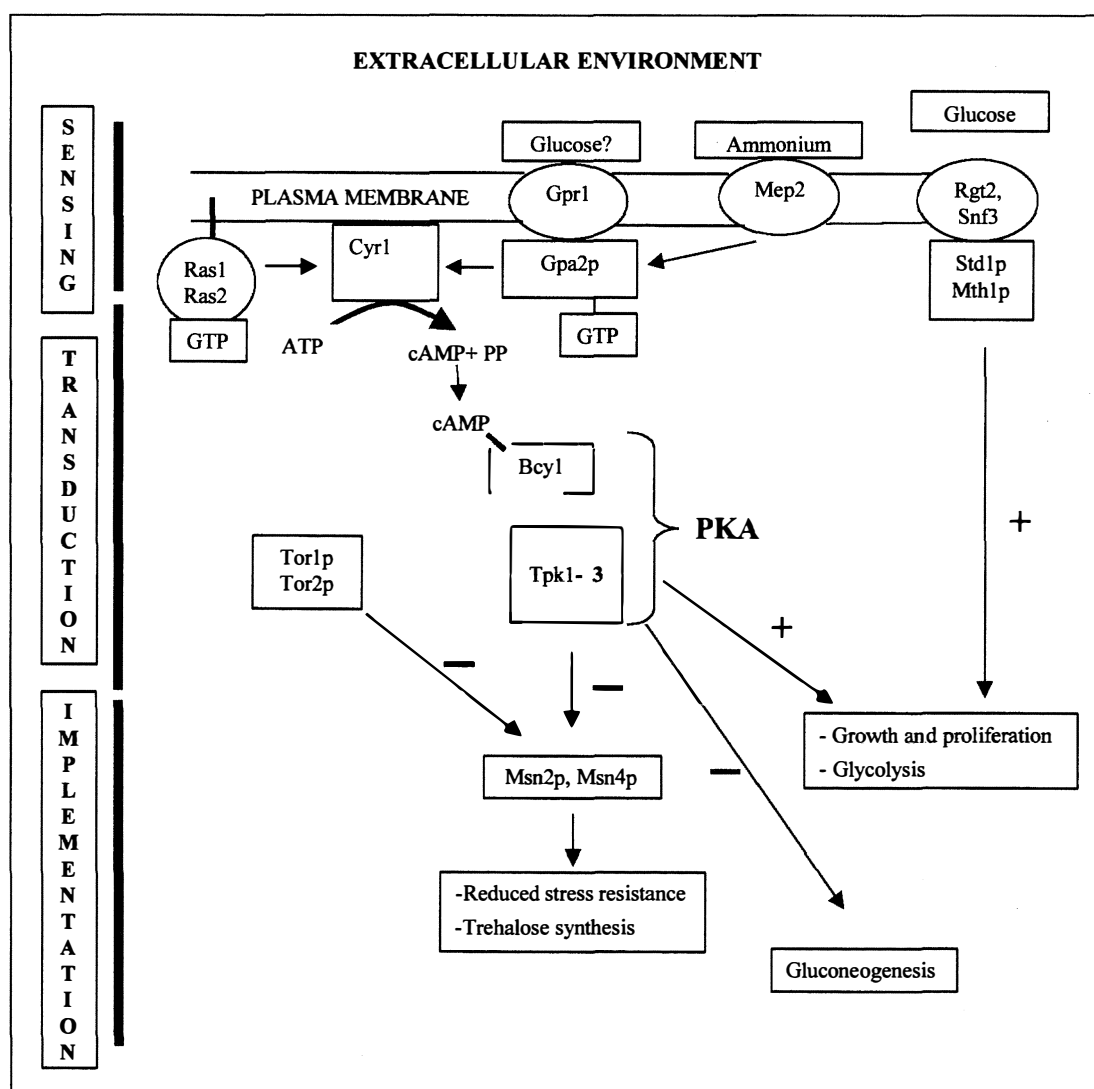 EXTRACELLULAR ENVIRONMENT
SENSING
TRANSDUCTION
IMPLEMENTATION
Glucose
Glucose?
Ammonium
PLASMA MEMBRANE
Gpr1
Mep2
Rgt2,
Snf3
Ras1
Ras2
GTP
Cyr1
Gpa2p
GTP
Std1p
Mth1p
ATP
cAMP+ PP
cAMP
Bcy1
PKA
Tpk1- 3
Tor1p
Tor2p
+
+
–
–
–
Msn2p, Msn4p
- Growth and proliferation
- Glycolysis
-Reduced stress resistance
-Trehalose synthesis
Gluconeogenesis